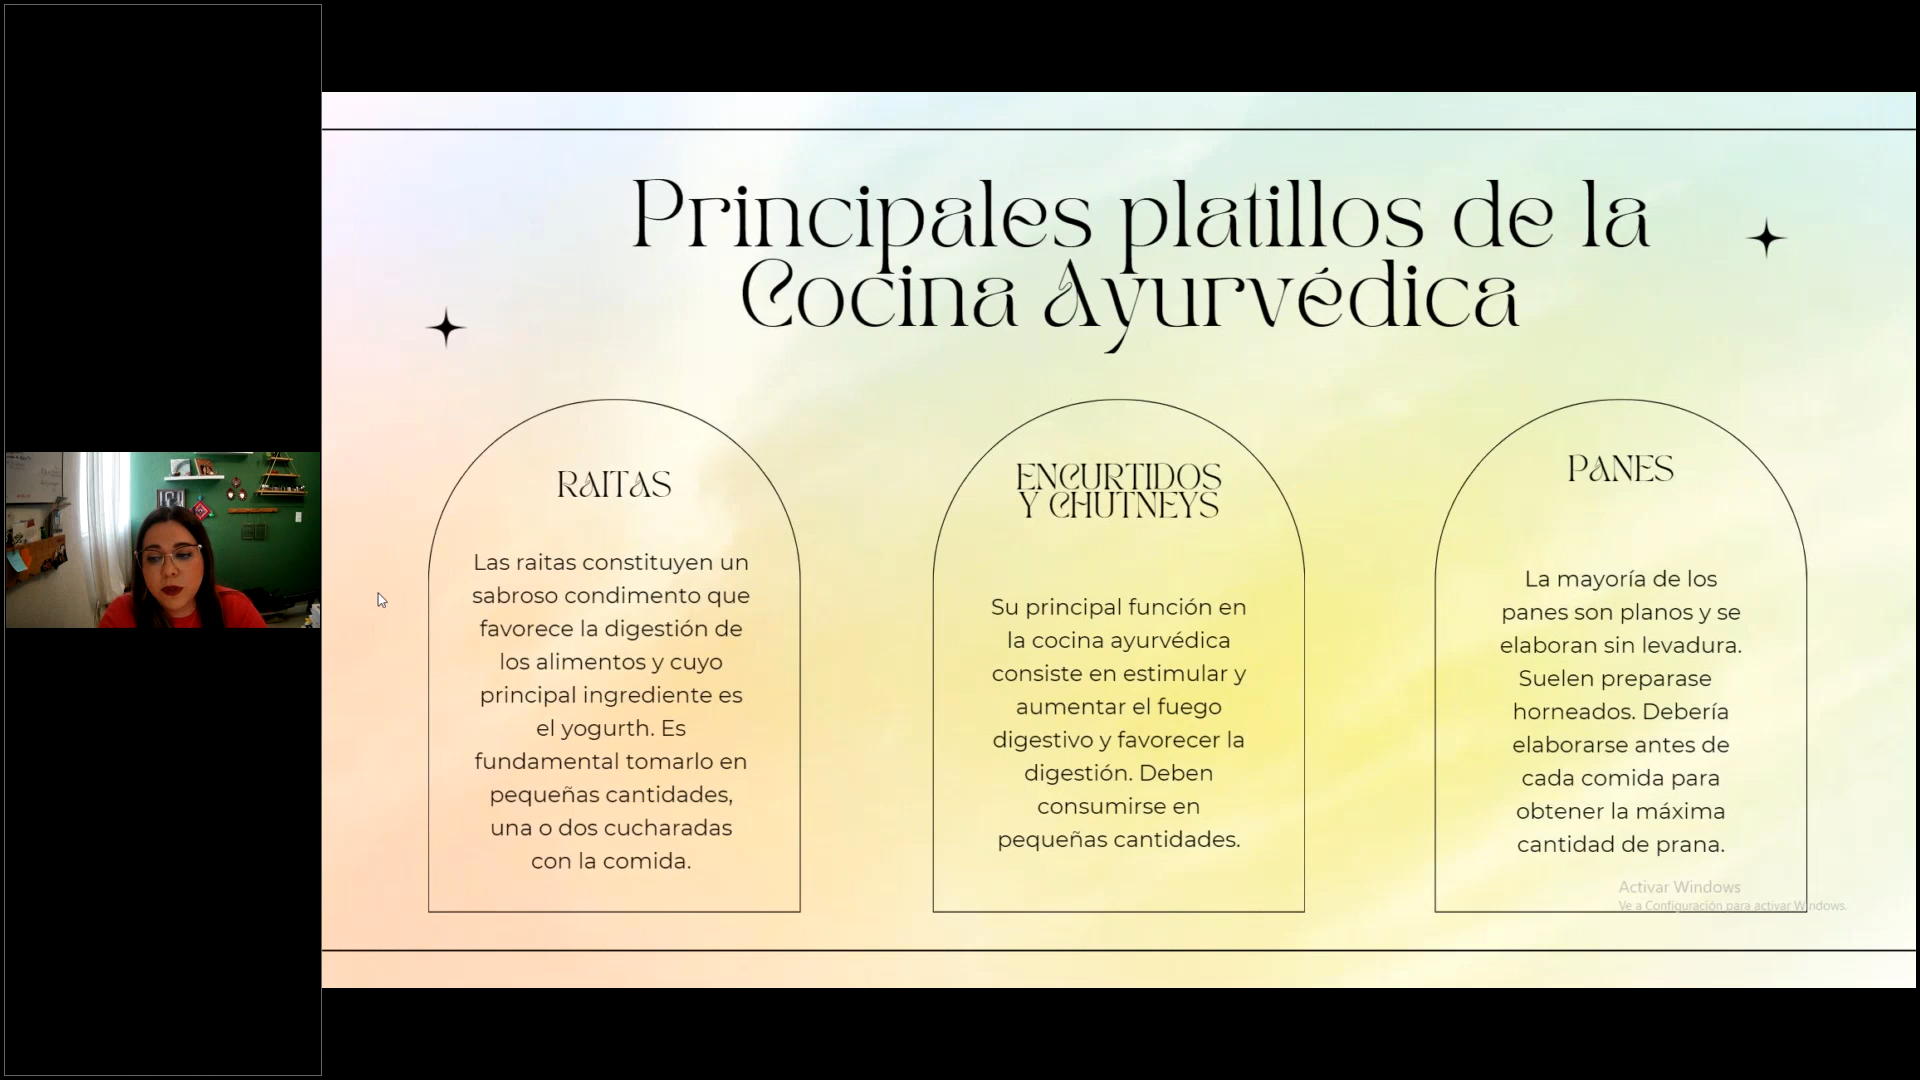 Principales platillos de la
Cocina Ayurvédica
RAITAS
Las raitas constituyen un
sabroso condimento que
favorece la digestión de
los alimentos y cuyo
principal ingrediente es
el yogurth. Es
fundamental tomarlo en
pequeñas cantidades,
una o dos cucharadas
con la comida.
ENCURTIDOS
Y CHUTNEYS
Su principal función en
la cocina ayurvédica
consiste en estimular y
aumentar el fuego
digestivo y favorecer la
digestión. Deben
consumirse en
pequeñas cantidades.
PANES
La mayoría de los
panes son planos y se
elaboran sin levadura.
Suelen preparase
horneados. Debería
elaborarse antes de
cada comida para
obtener la máxima
cantidad de prana.
Activar Windows
Ve a Configuración para activar Windows.